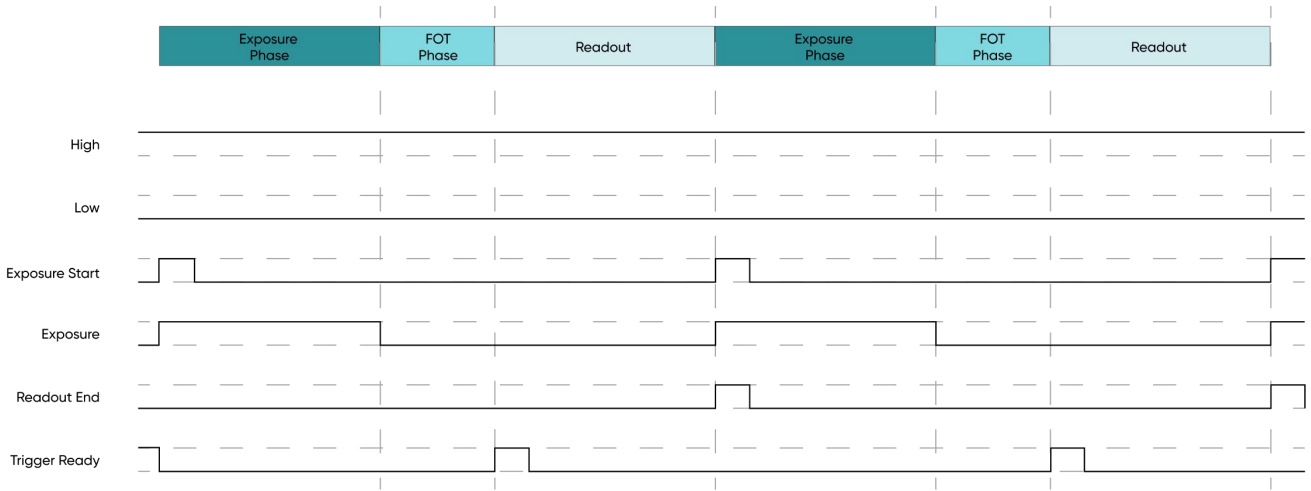 Exposure
Phase
FOT
Phase
Readout
Exposure
Phase
FOT
Phase
Readout
High
Low
Exposure Start
Exposure
Readout End
Trigger Ready